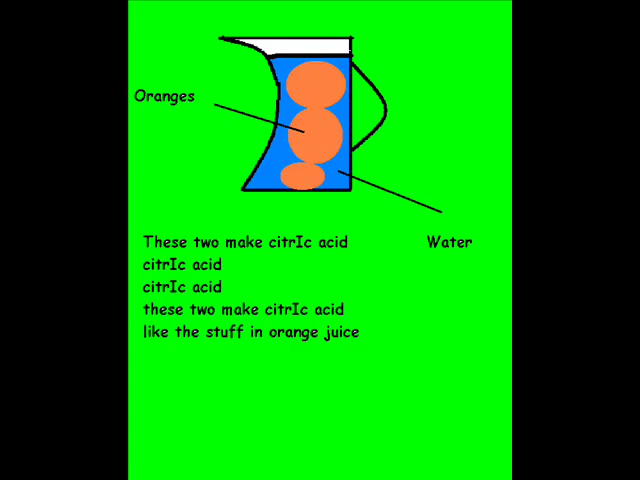 Oranges
These two make citrIc acid
Water
citrIc acid
citrIc acid
these two make citrIc acid
like the stuff in orange juice